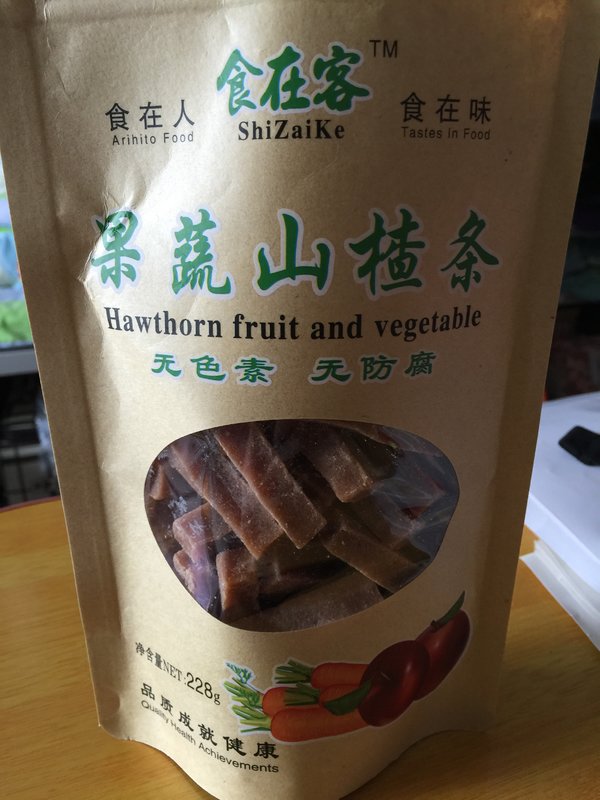 食在客 TM
ShiZaiKe
食在人
Arihito Food
食在味
Tastes in Food
果蔬山楂条
Hawthorn fruit and vegetable
无色素 无防腐
净含量NET:228g
品质成就健康
Quality Health Achievements